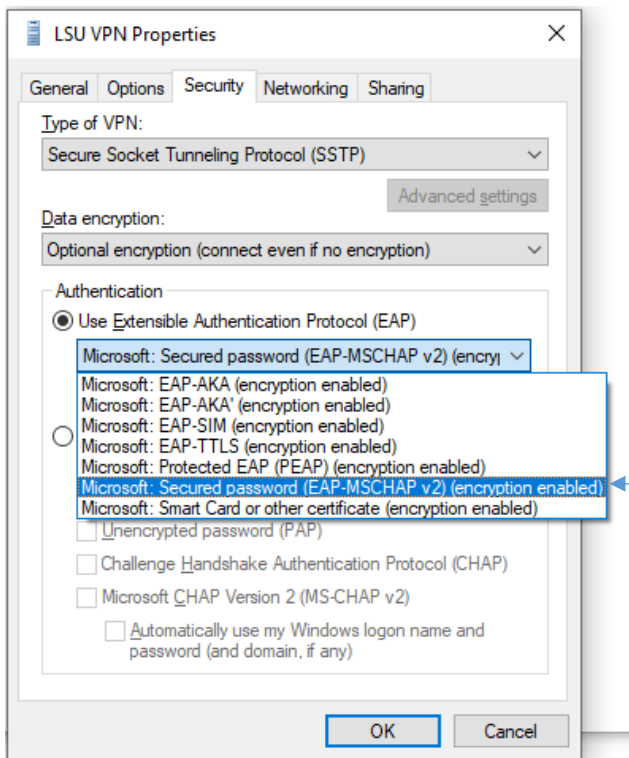 LSU VPN Properties
General Options Security Networking Sharing
Type of VPN:
Secure Socket Tunneling Protocol (SSTP)
Advanced settings
Data encryption:
Optional encryption (connect even if no encryption)
Authentication
Use Extensible Authentication Protocol (EAP)
Microsoft: Secured password (EAP-MSCHAP v2) (encry
Microsoft: EAP-AKA (encryption enabled)
Microsoft: EAP-AKA' (encryption enabled)
Microsoft: EAP-SIM (encryption enabled)
Microsoft: EAP-TTLS (encryption enabled)
Microsoft: Protected EAP (PEAP) (encryption enabled)
Microsoft: Secured password (EAP-MSCHAP v2) (encryption enabled)
Microsoft: Smart Card or other certificate (encryption enabled)
Unencrypted password (PAP)
Challenge Handshake Authentication Protocol (CHAP)
Microsoft CHAP Version 2 (MS-CHAP v2)
Automatically use my Windows logon name and
password (and domain, if any)
OK Cancel